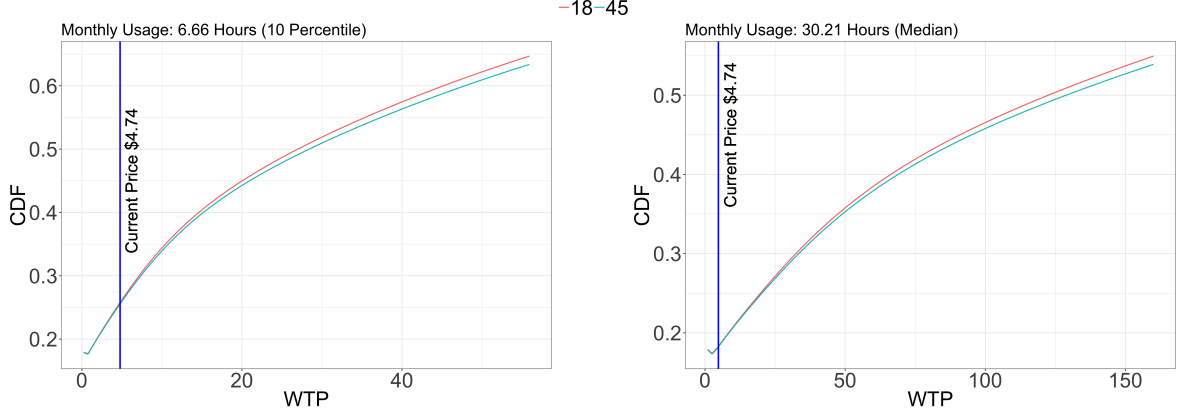 18 45
Monthly Usage: 6.66 Hours (10 Percentile)
CDF
0.6
0.5
0.4
0.3
0.2
Current Price $4.74
0 20 40
WTP
Monthly Usage: 30.21 Hours (Median)
CDF
0.5
0.4
0.3
0.2
Current Price $4.74
0 50 100 150
WTP